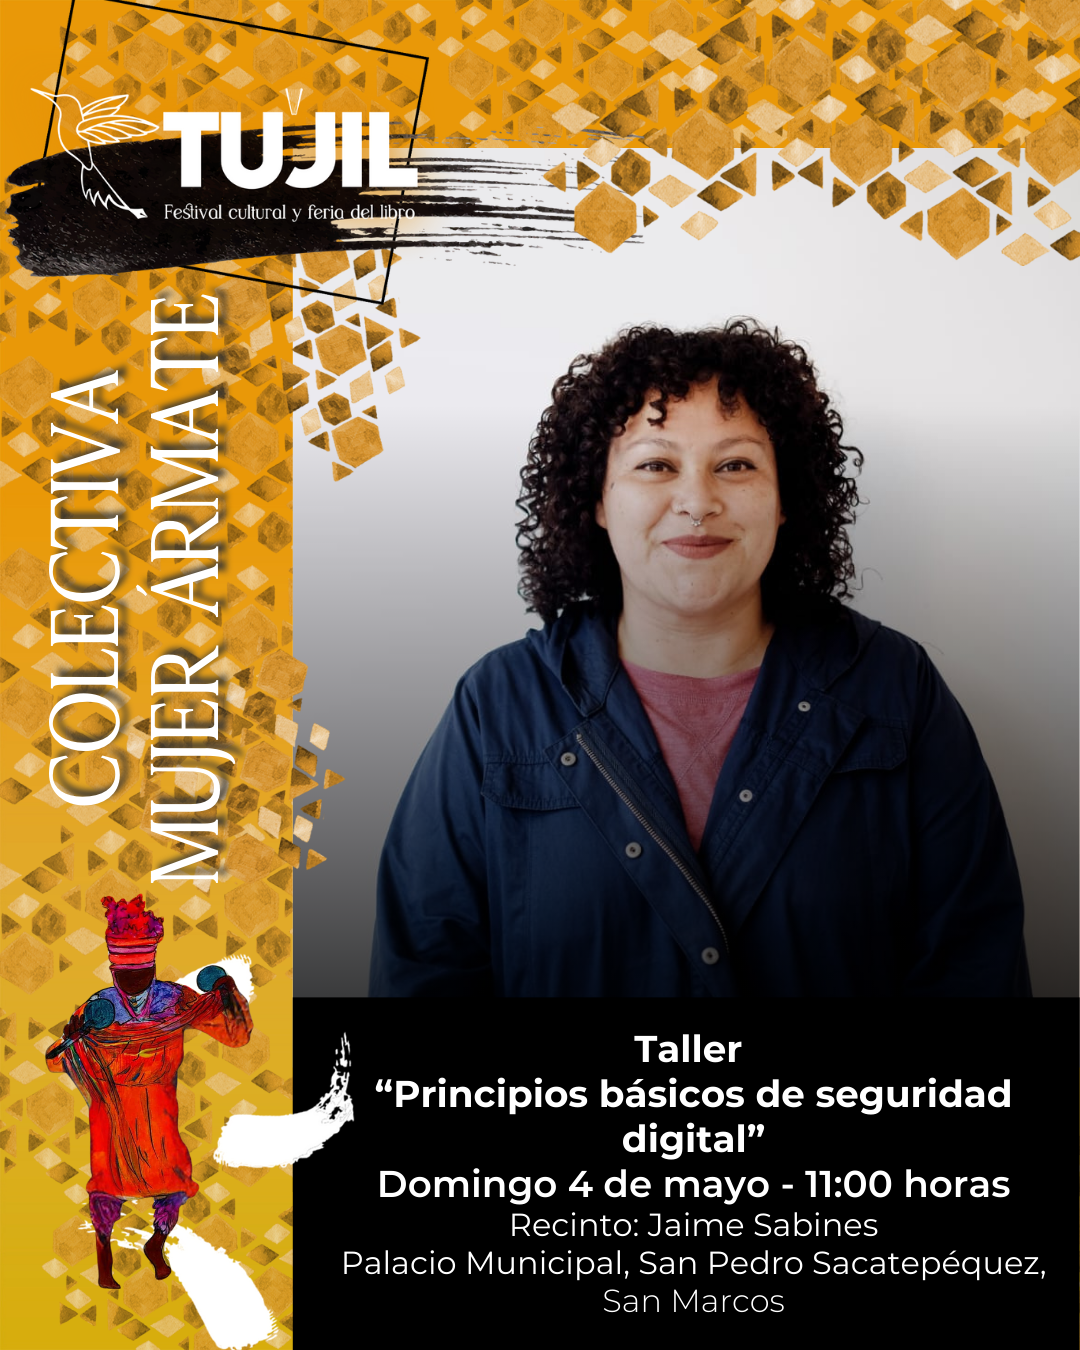 TUJIL
Festival cultural y feria del libro
COLECTIVA
MUJER ÁRMATE
Taller
“Principios básicos de seguridad
digital”
Domingo 4 de mayo - 11:00 horas
Recinto: Jaime Sabines
Palacio Municipal, San Pedro Sacatepéquez,
San Marcos